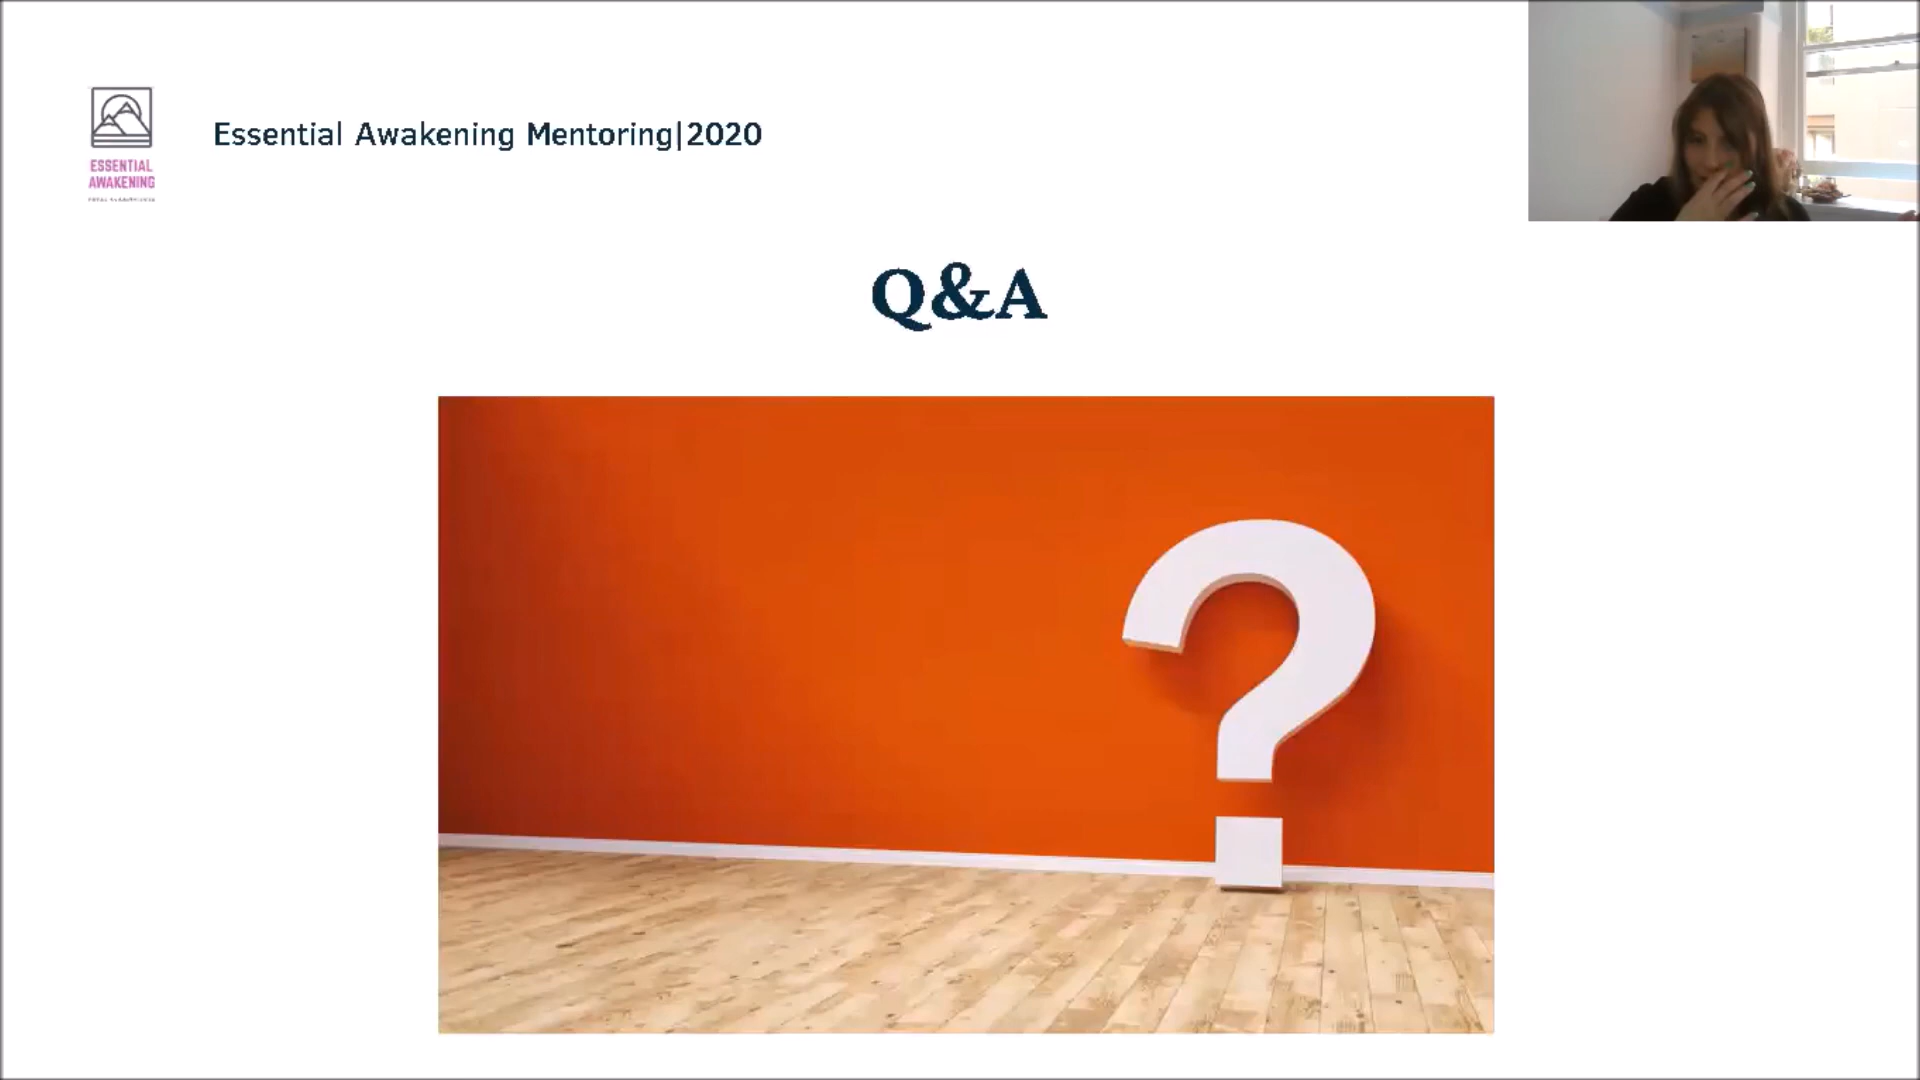 Essential Awakening Mentoring|2020
ESSENTIAL
AWAKENING
Q&A
?